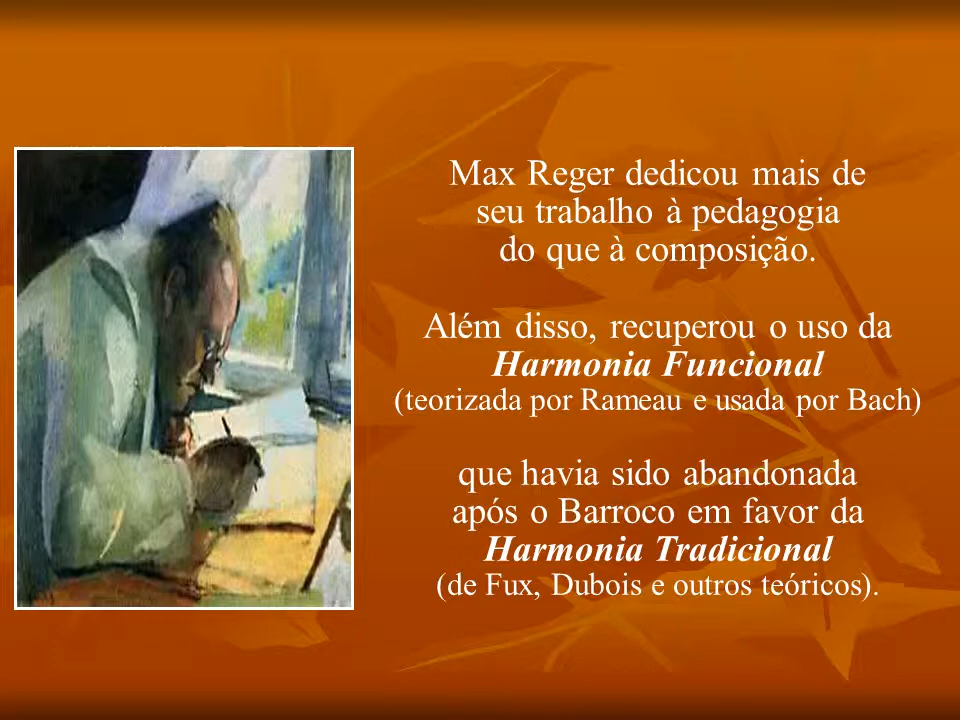 Max Reger dedicou mais de
seu trabalho à pedagogia
do que à composição.
Além disso, recuperou o uso da
Harmonia Funcional
(teorizada por Rameau e usada por Bach)
que havia sido abandonada
após o Barroco em favor da
Harmonia Tradicional
(de Fux, Dubois e outros teóricos).